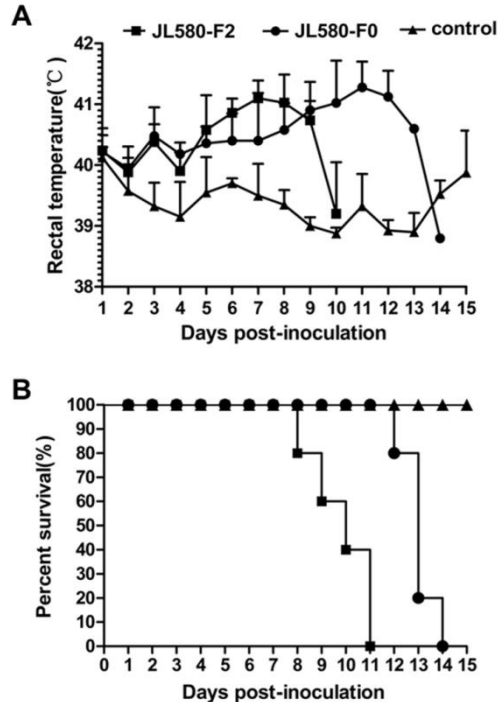 A
JL580-F2 JL580-F0 control
Rectal temperature(℃)
42
41
40
39
38
1 2 3 4 5 6 7 8 9 10 11 12 13 14 15
Days post-inoculation
B
Percent survival(%)
100
90
80
70
60
50
40
30
20
10
0
0 1 2 3 4 5 6 7 8 9 10 11 12 13 14 15
Days post-inoculation